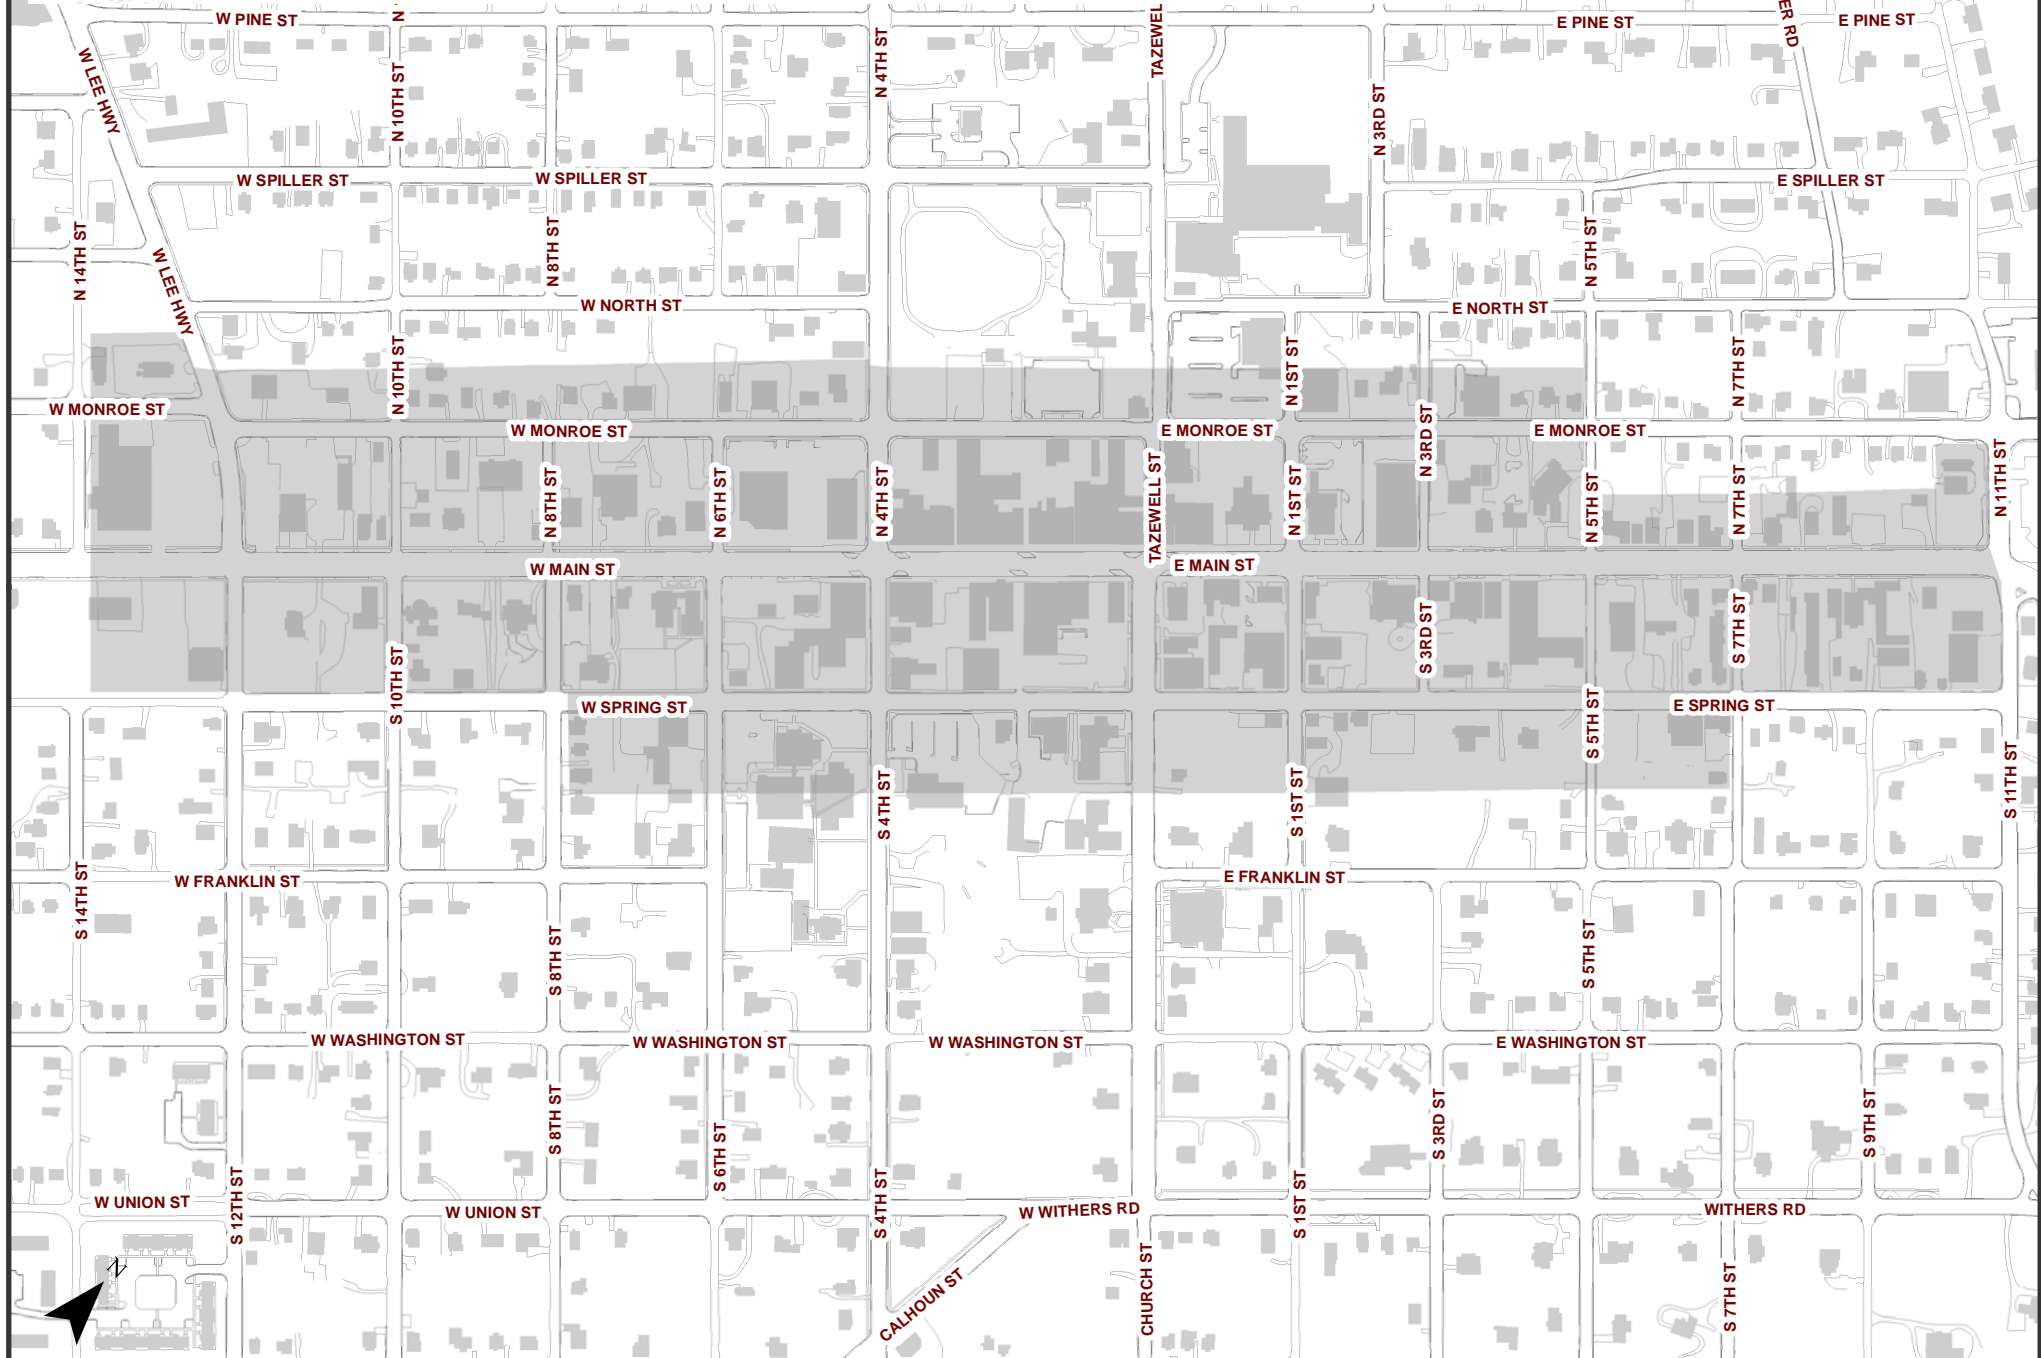 W PINE ST
N
TAZEWEL
E PINE ST
ER RD
E PINE ST
W LEE HWY
N 10TH ST
N 4TH ST
N 3RD ST
W SPILLER ST
W SPILLER ST
E SPILLER ST
N 14TH ST
W LEE HWY
N 8TH ST
N 5TH ST
W NORTH ST
E NORTH ST
N 10TH ST
N 1ST ST
N 7TH ST
W MONROE ST
W MONROE ST
E MONROE ST
N 3RD ST
E MONROE ST
N 8TH ST
N 6TH ST
N 4TH ST
TAZEWELL ST
N 1ST ST
N 5TH ST
N 7TH ST
N 11TH ST
W MAIN ST
E MAIN ST
S 10TH ST
S 3RD ST
S 7TH ST
W SPRING ST
S 5TH ST
E SPRING ST
S 4TH ST
S 1ST ST
S 11TH ST
S 14TH ST
W FRANKLIN ST
E FRANKLIN ST
S 8TH ST
S 5TH ST
W WASHINGTON ST
W WASHINGTON ST
W WASHINGTON ST
E WASHINGTON ST
S 8TH ST
S 6TH ST
S 3RD ST
S 9TH ST
W UNION ST
S 12TH ST
W UNION ST
S 4TH ST
W WITHERS RD
S 1ST ST
WITHERS RD
N
CALHOUN ST
CHURCH ST
S 7TH ST